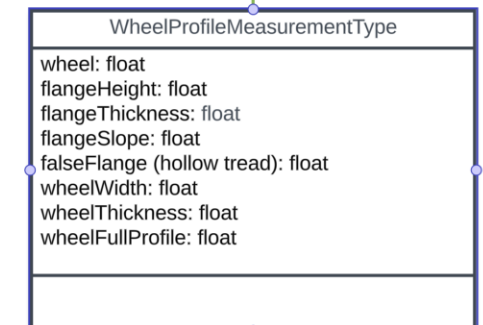 WheelProfileMeasurementType
wheel: float
flangeHeight: float
flangeThickness: float
flangeSlope: float
falseFlange (hollow tread): float
wheelWidth: float
wheelThickness: float
wheelFullProfile: float